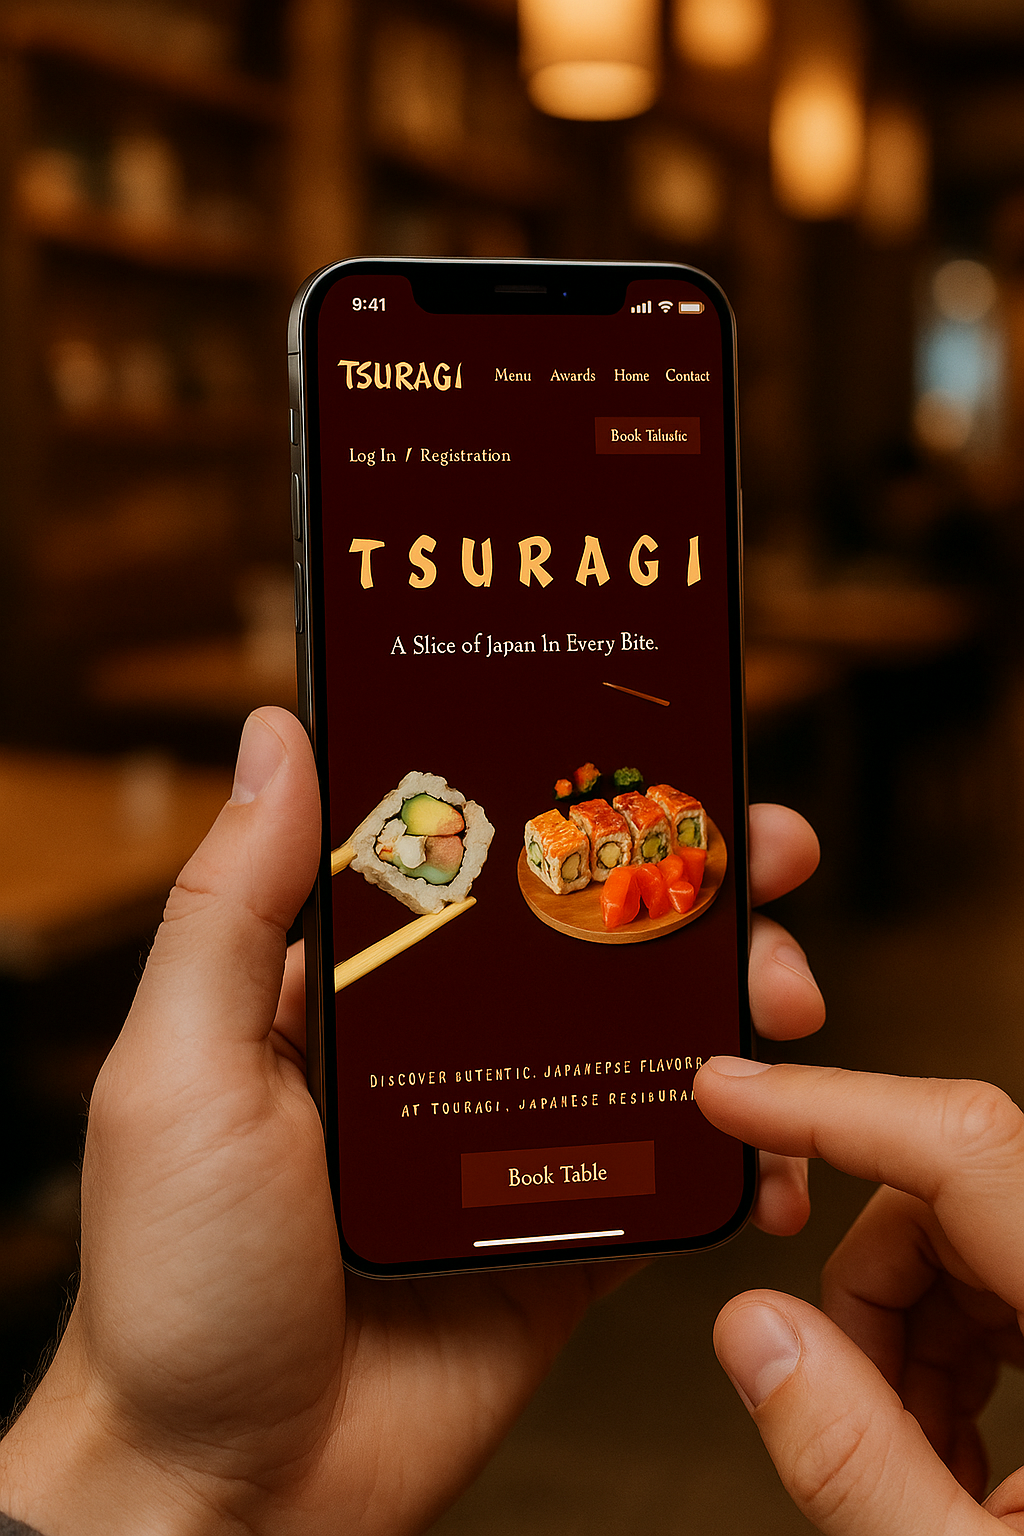 9:41
TSURAGI Menu Awards Home Contact
Book Talustic
Log In / Registration
TSURAGI
A Slice of Japan In Every Bite.
DISCOVER BUTENTIC. JAPANEPSE FLAVORR
AT TOURAGI, JAPANESE RESIBURAN
Book Table